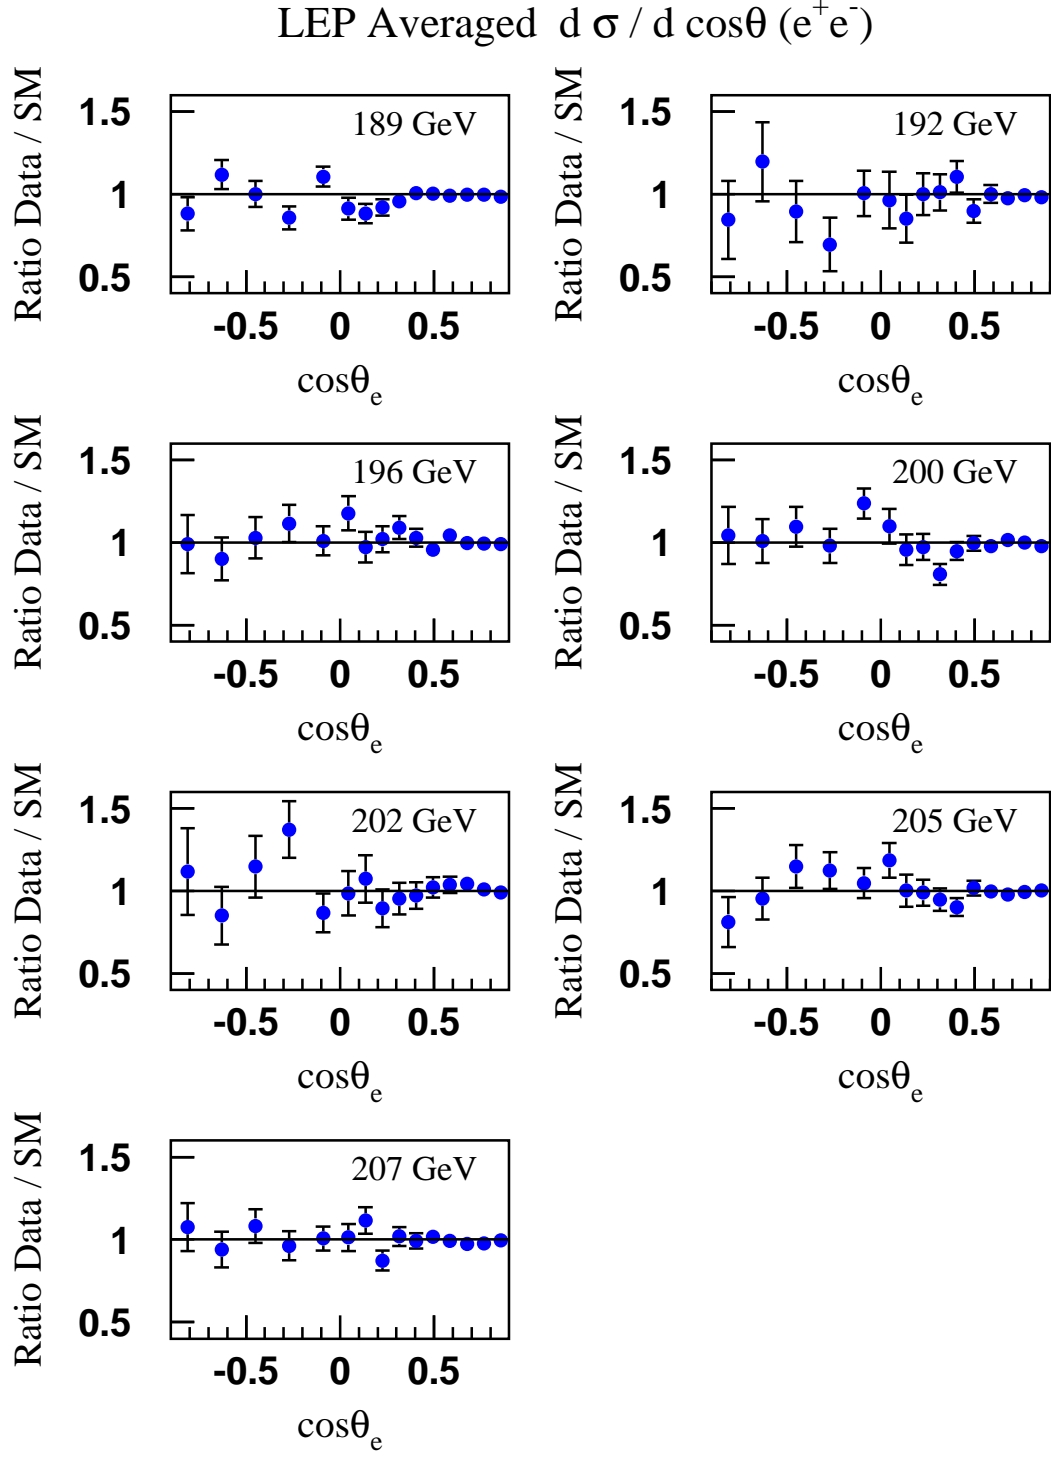 LEP Averaged d σ / d cosθ (e+e-)
Ratio Data / SM
1.5
1
0.5
189 GeV
-0.5 0 0.5
cosθe
Ratio Data / SM
1.5
1
0.5
192 GeV
-0.5 0 0.5
cosθe
Ratio Data / SM
1.5
1
0.5
196 GeV
-0.5 0 0.5
cosθe
Ratio Data / SM
1.5
1
0.5
200 GeV
-0.5 0 0.5
cosθe
Ratio Data / SM
1.5
1
0.5
202 GeV
-0.5 0 0.5
cosθe
Ratio Data / SM
1.5
1
0.5
205 GeV
-0.5 0 0.5
cosθe
Ratio Data / SM
1.5
1
0.5
207 GeV
-0.5 0 0.5
cosθe